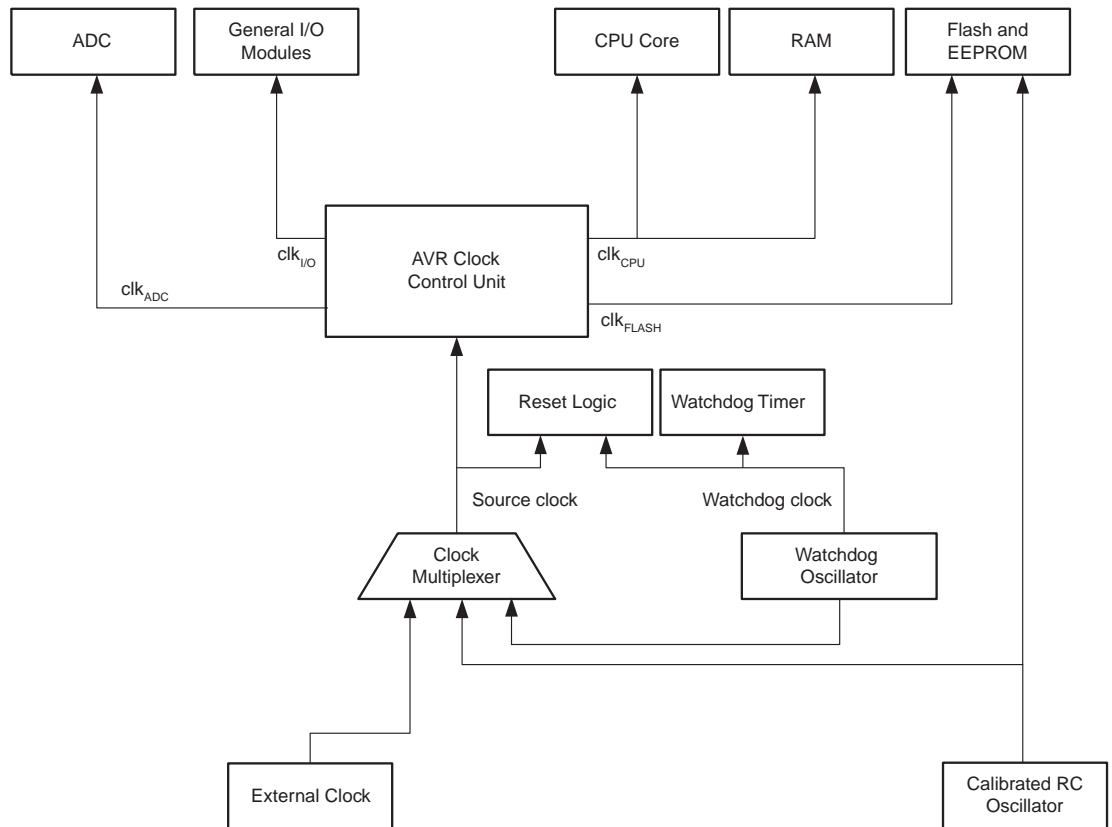 ADC
General I/O
Modules
CPU Core
RAM
Flash and
EEPROM
AVR Clock
Control Unit
clkI/O
clkCPU
clkADC
clkFLASH
Reset Logic
Watchdog Timer
Source clock
Watchdog clock
Clock
Multiplexer
Watchdog
Oscillator
External Clock
Calibrated RC
Oscillator